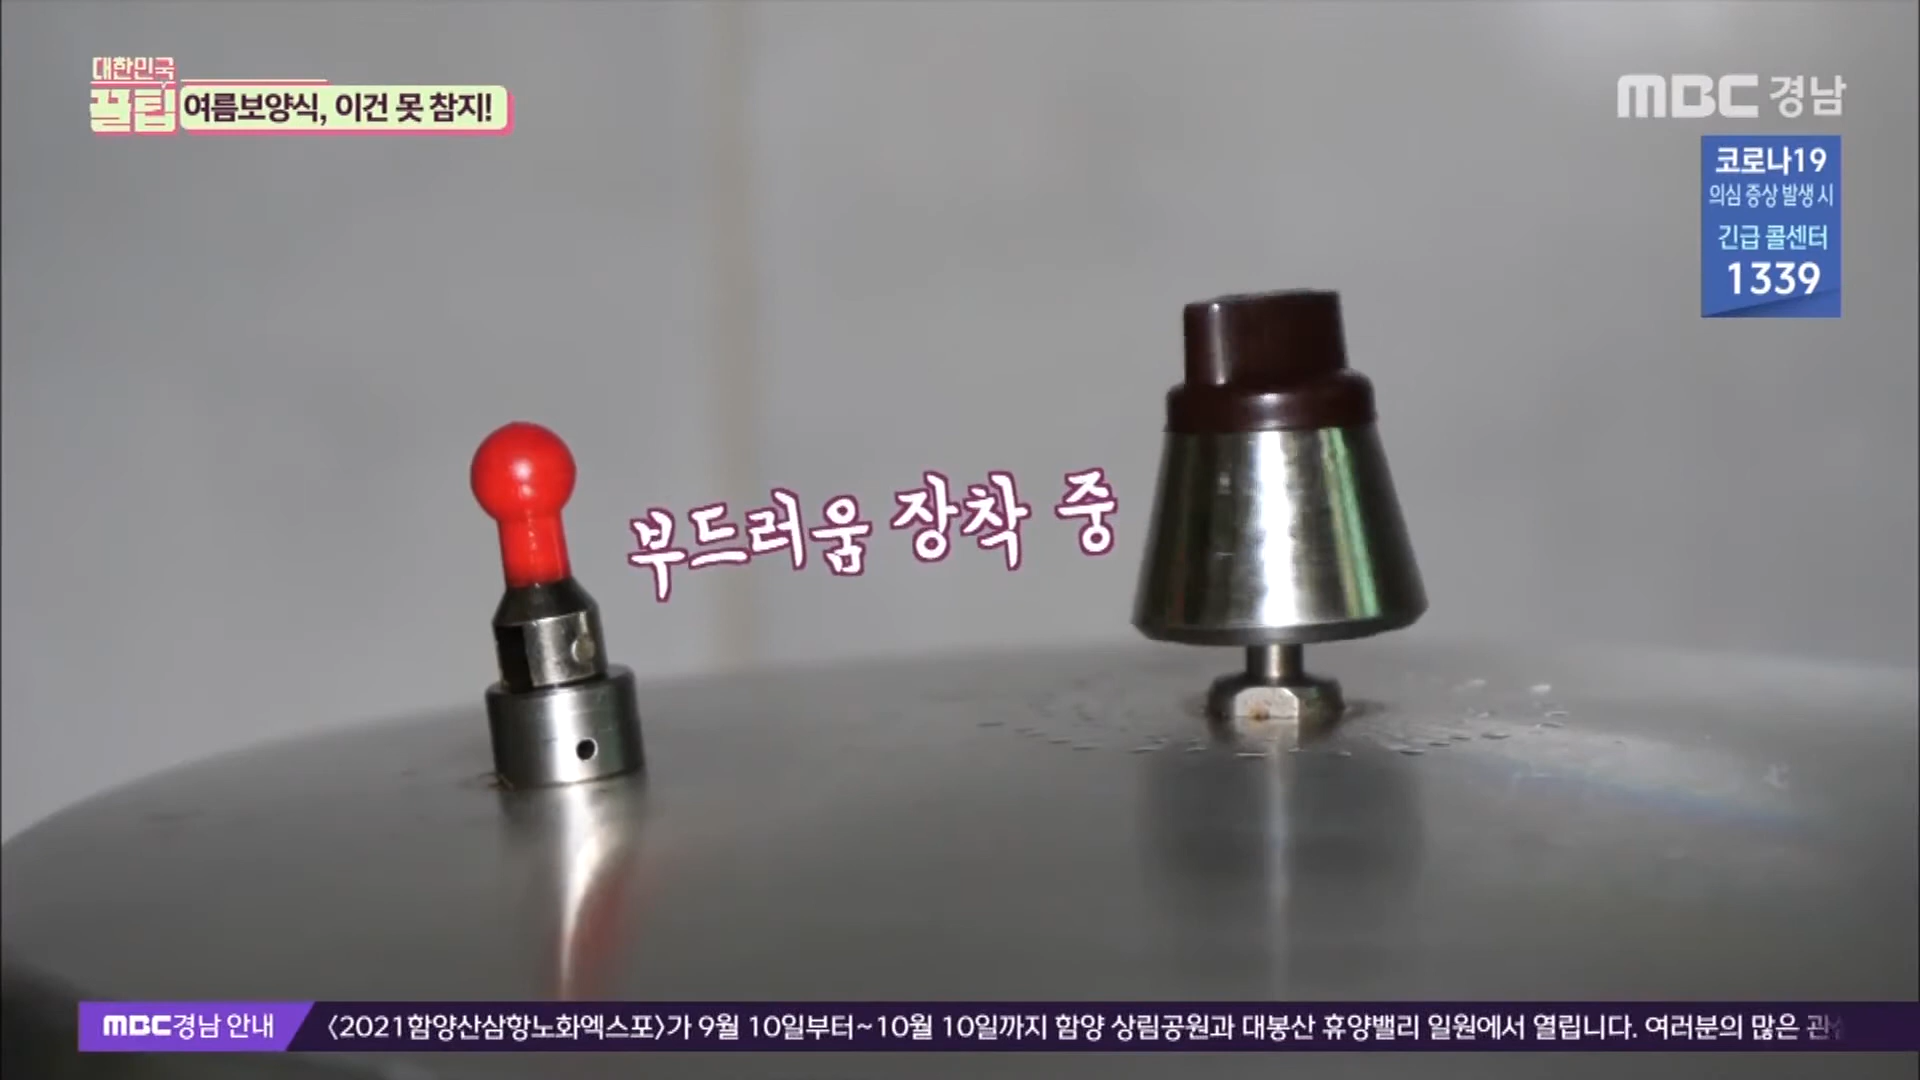 대한민국
꿀팁 여름보양식, 이건 못 참지!
MBC 경남
코로나19
의심 증상 발생 시
긴급 콜센터
1339
부드러움 장착 중
MBC경남 안내 〈2021함양산삼항노화엑스포〉가 9월 10일부터~10월 10일까지 함양 상림공원과 대봉산 휴양밸리 일원에서 열립니다. 여러분의 많은